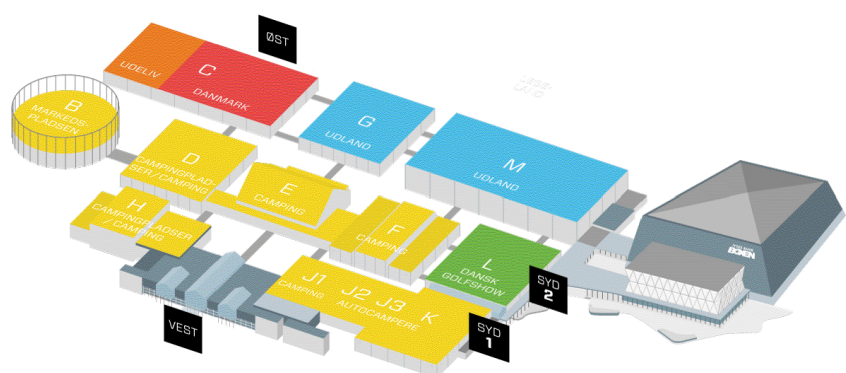 ØST
UDELIV
C
DANMARK
B
MARKEDS-
PLADSEN
G
UDLAND
M
UDLAND
D
CAMPINGPLAD-
SER/CAMPING
E
CAMPING
H
CAMPINGPLADSER
/CAMPING
F
CAMPING
L
DANSK
GOLFSHOW
J1
CAMPING
J2 J3
AUTOCAMPERE
K
SYD
2
SYD
1
VEST
BOXEN